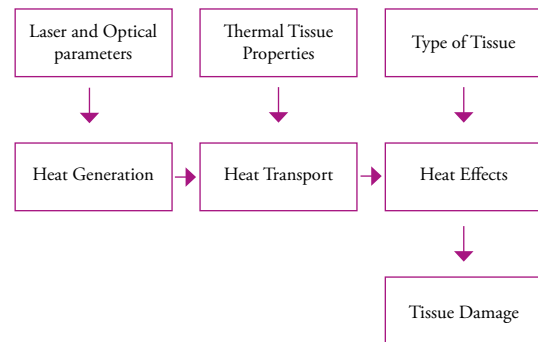 Laser and Optical
parameters
Thermal Tissue
Properties
Type of Tissue
Heat Generation
Heat Transport
Heat Effects
Tissue Damage